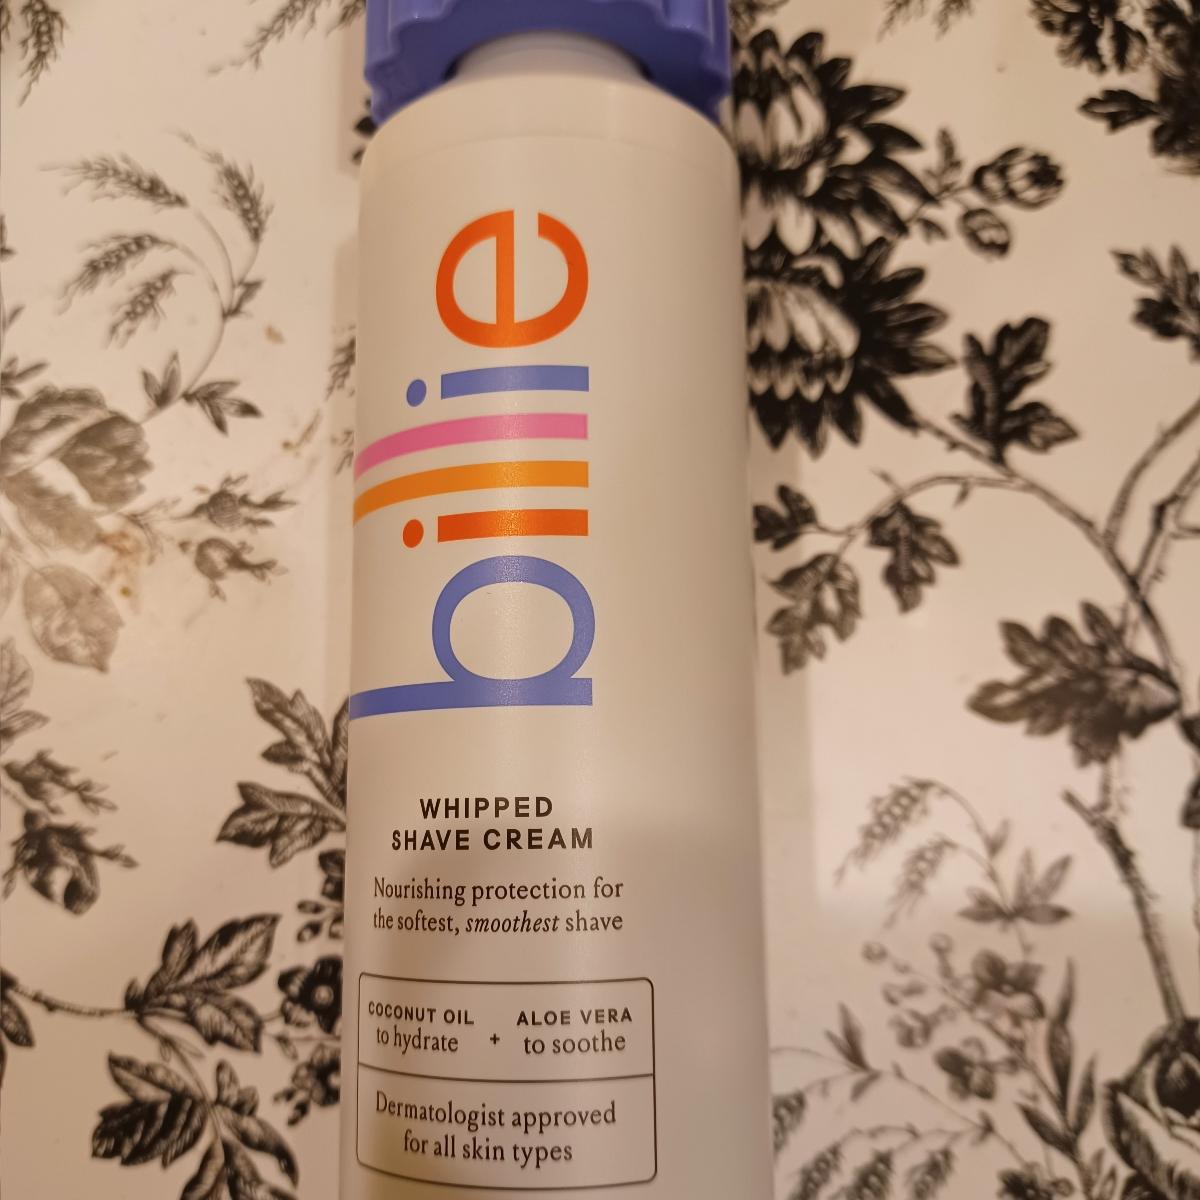 billie
WHIPPED
SHAVE CREAM
Nourishing protection for
the softest, smoothest shave
COCONUT OIL
to hydrate
+
ALOE VERA
to soothe
Dermatologist approved
for all skin types